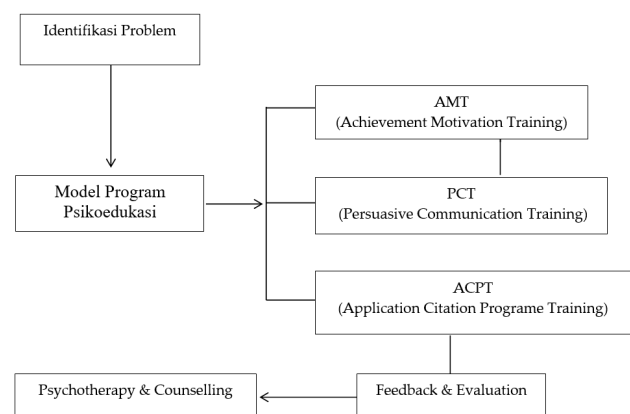 Identifikasi Problem
AMT
(Achievement Motivation Training)
Model Program
Psikoedukasi
PCT
(Persuasive Communication Training)
ACPT
(Application Citation Programe Training)
Psychotherapy & Counselling
Feedback & Evaluation